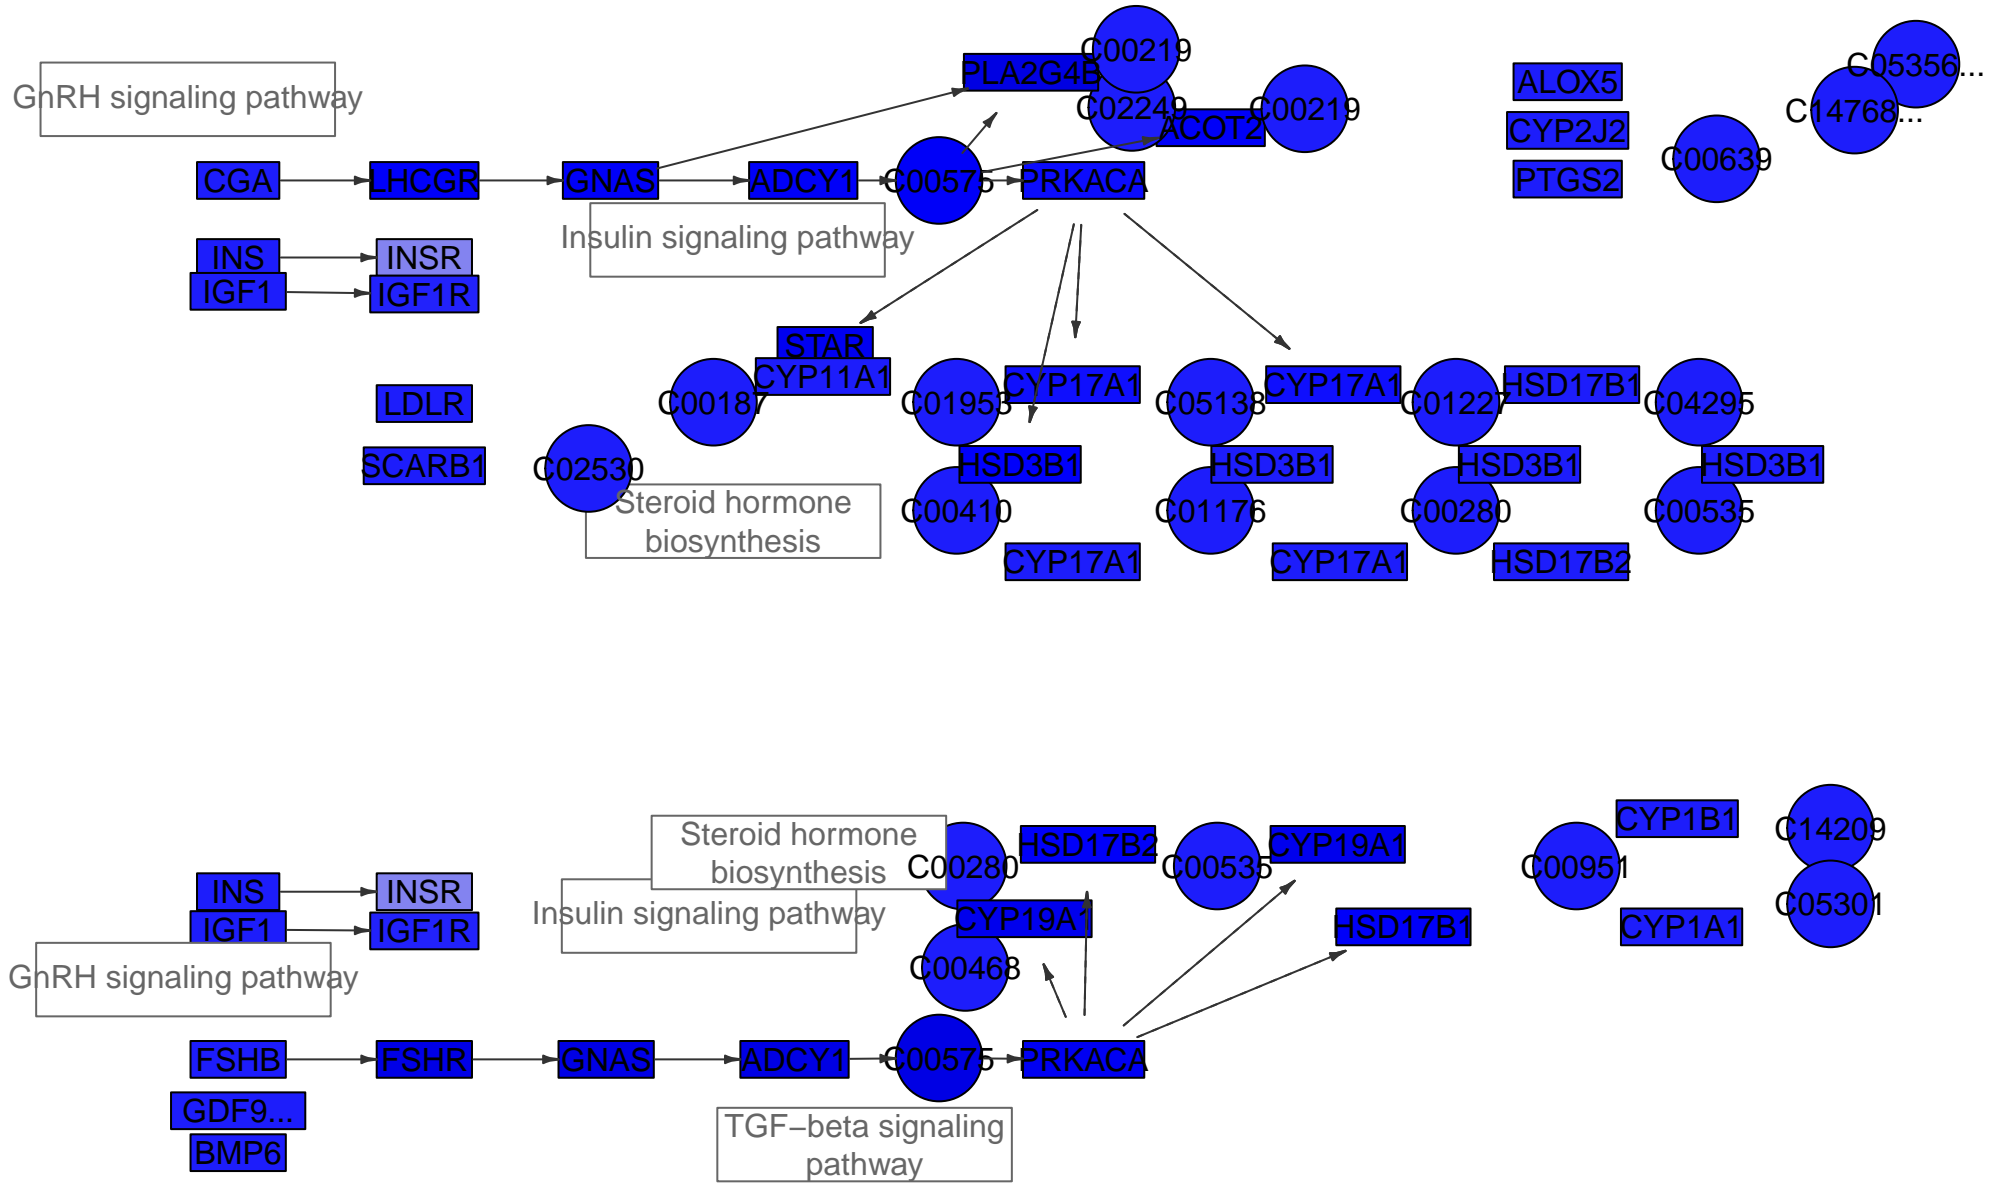 C00219
C05356...
PLA2G4B
ALOX5
GnRH signaling pathway
C02249
C00219
C14768...
ACOT2
CYP2J2
C00639
CGA
LHCGR
GNAS
ADCY1
C00575
PRKACA
PTGS2
Insulin signaling pathway
INS
INSR
IGF1
IGF1R
STAR
CYP11A1
CYP17A1
CYP17A1
HSD17B1
LDLR
C00187
C01953
C05138
C01227
C04295
SCARB1
C02530
HSD3B1
HSD3B1
HSD3B1
HSD3B1
Steroid hormone
biosynthesis
C00410
C01176
C00280
C00535
CYP17A1
CYP17A1
HSD17B2
Steroid hormone
biosynthesis
HSD17B2
CYP19A1
CYP1B1
C14209
C00280
C00535
C00951
INS
INSR
Insulin signaling pathway
CYP19A1
C05301
IGF1
IGF1R
HSD17B1
CYP1A1
GnRH signaling pathway
C00468
FSHB
FSHR
GNAS
ADCY1
C00575
PRKACA
GDF9...
TGF−beta signaling
pathway
BMP6